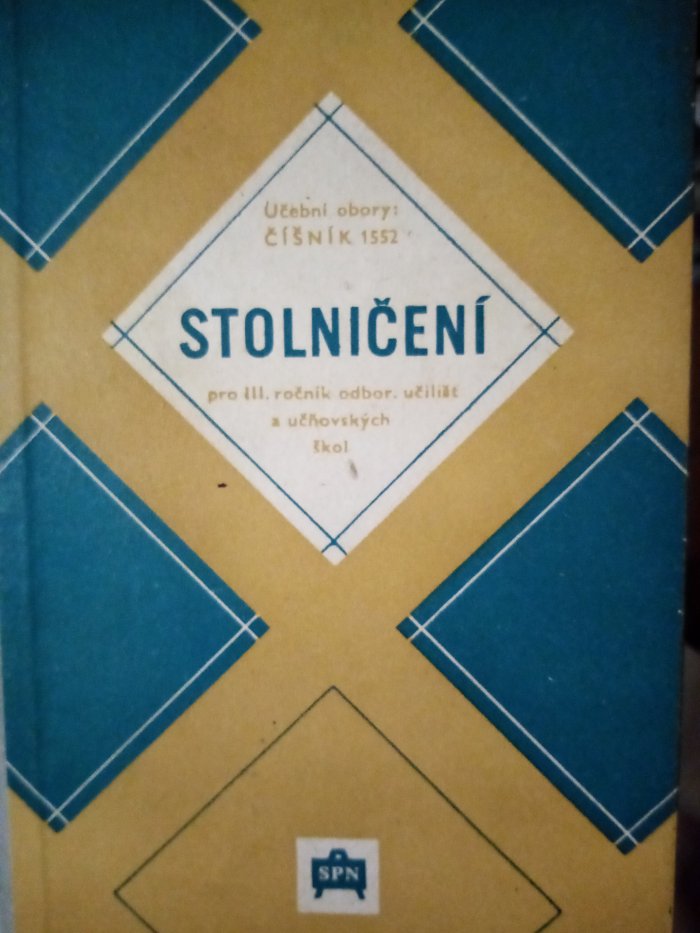 Učební obory:
ČÍŠNÍK 1552
STOLNIČENÍ
pro III. ročník odbor. učilišť
a učňovských
škol
SPN